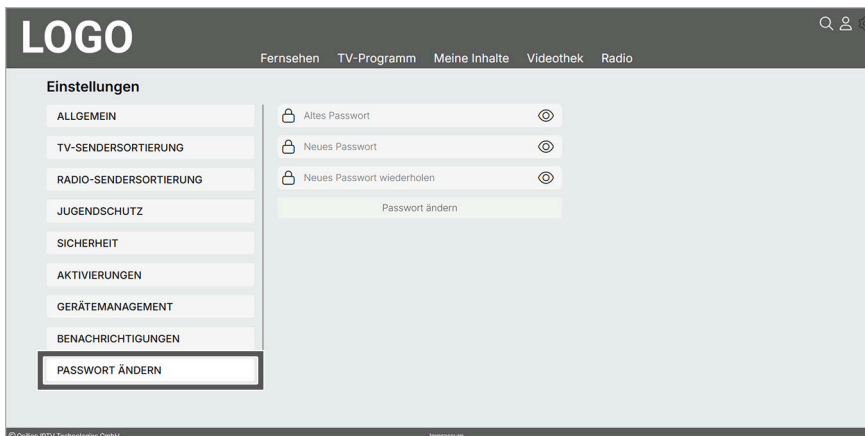 LOGO
Fernsehen TV-Programm Meine Inhalte Videothek Radio
Einstellungen
ALLGEMEIN
TV-SENDERSORTIERUNG
RADIO-SENDERSORTIERUNG
JUGENDSCHUTZ
SICHERHEIT
AKTIVIERUNGEN
GERÄTEMANAGEMENT
BENACHRICHTIGUNGEN
PASSWORT ÄNDERN
Altes Passwort
Neues Passwort
Neues Passwort wiederholen
Passwort ändern